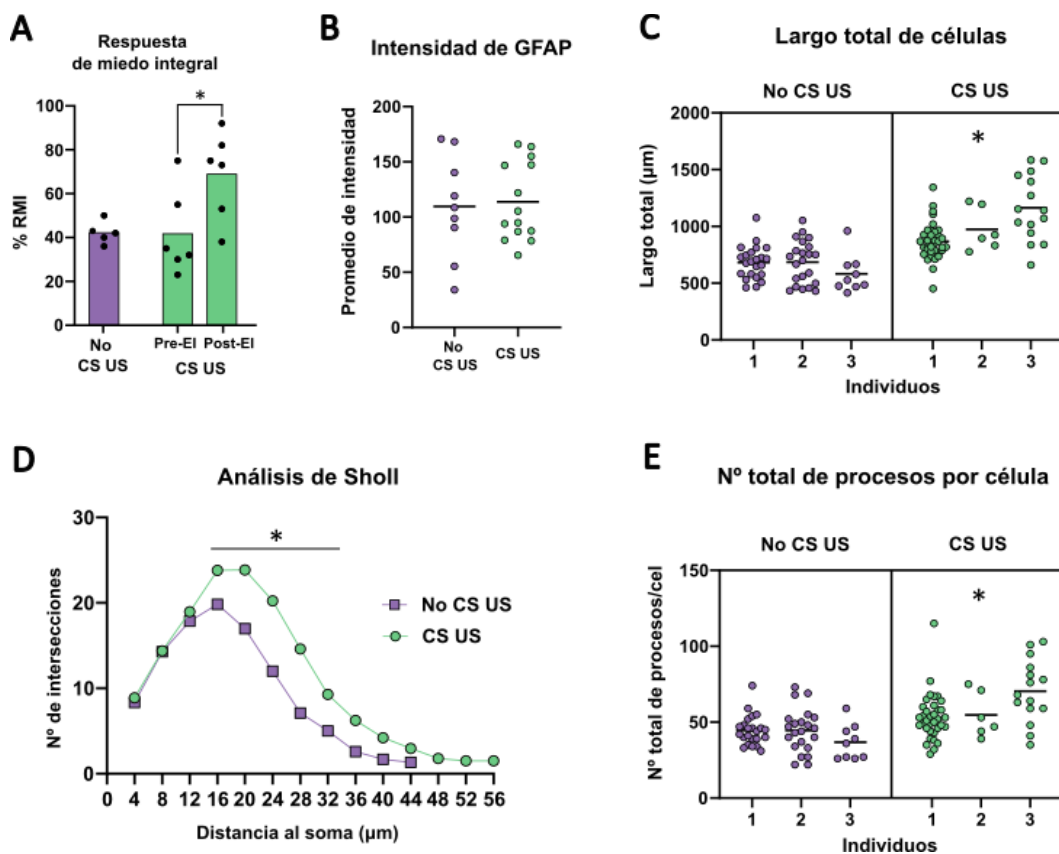 A
Respuesta
de miedo integral
*
100
80
60
40
20
0
% RMI
No
CS US
Pre-EI Post-EI
CS US
B
Intensidad de GFAP
200
150
100
50
0
Promedio de intensidad
No
CS US
CS US
C
Largo total de células
No CS US
CS US
*
2000
1500
1000
500
0
Largo total (µm)
1 2 3 1 2 3
Individuos
D
Análisis de Sholl
*
30
20
10
0
Nº de intersecciones
No CS US
CS US
0 4 8 12 16 20 24 28 32 36 40 44 48 52 56
Distancia al soma (µm)
E
Nº total de procesos por célula
No CS US
CS US
*
150
100
50
0
Nº total de procesos/cel
1 2 3 1 2 3
Individuos